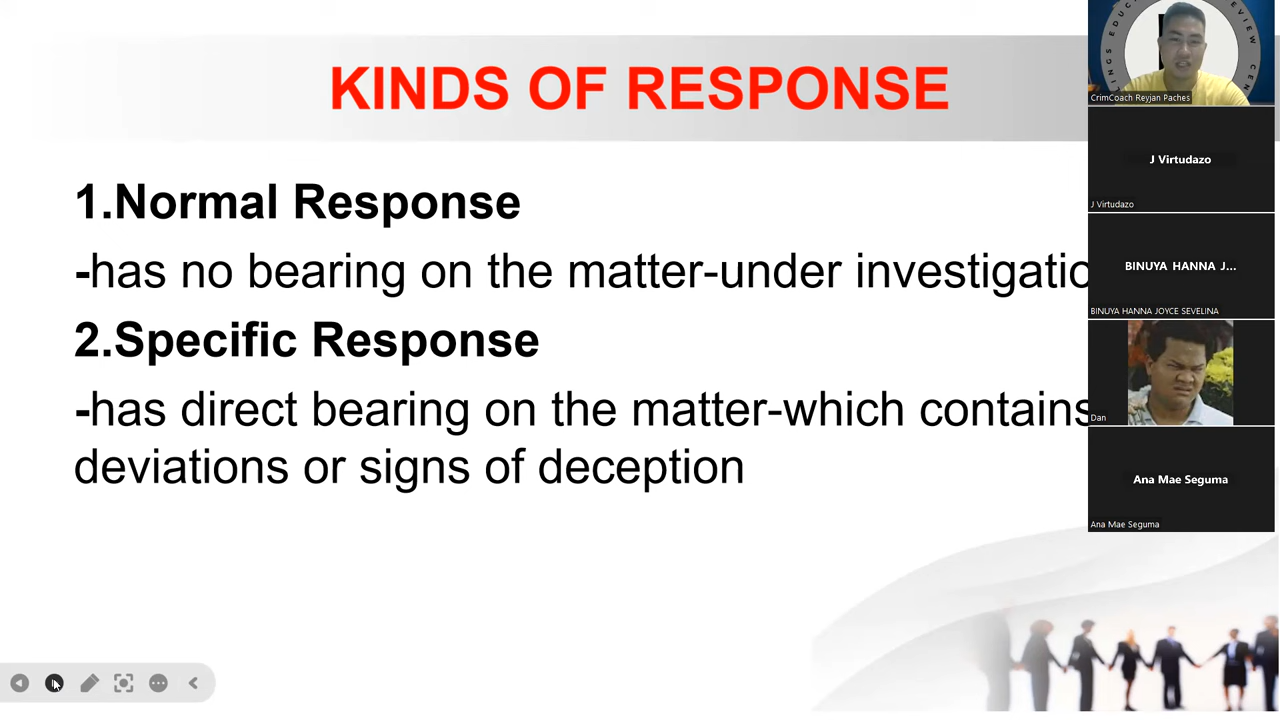 KINDS OF RESPONSE
1.Normal Response
-has no bearing on the matter-under investigatio
2.Specific Response
-has direct bearing on the matter-which contains
deviations or signs of deception
CrimCoach Reyjan Paches
J Virtudazo
J Virtudazo
BINUYA HANNA J...
BINUYA HANNA JOYCE SEVELINA
Dan
Ana Mae Seguma
Ana Mae Seguma